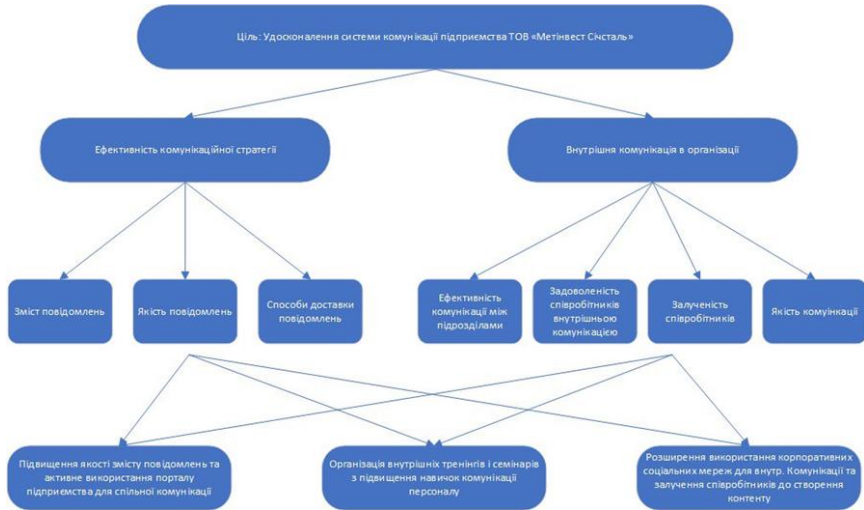 Ціль: Удосконалення системи комунікації підприємства ТОВ «Метінвест Січсталь»
Ефективність комунікаційної стратегії
Внутрішня комунікація в організації
Зміст повідомлень
Якість повідомлень
Способи доставки
повідомлень
Ефективність
комунікації між
підрозділами
Задоволеність
співробітників
внутрішньою
комунікацією
Залученість
співробітників
Якість комуінкації
Підвищення якості змісту повідомлень та
активне використання порталу
підприємства для спільної комунікації
Організація внутрішніх тренінгів і семінарів
з підвищення навичок комунікації
персоналу
Розширення використання корпоративних
соціальних мереж для внутр. Комунікації та
залучення співробітників до створення
контенту